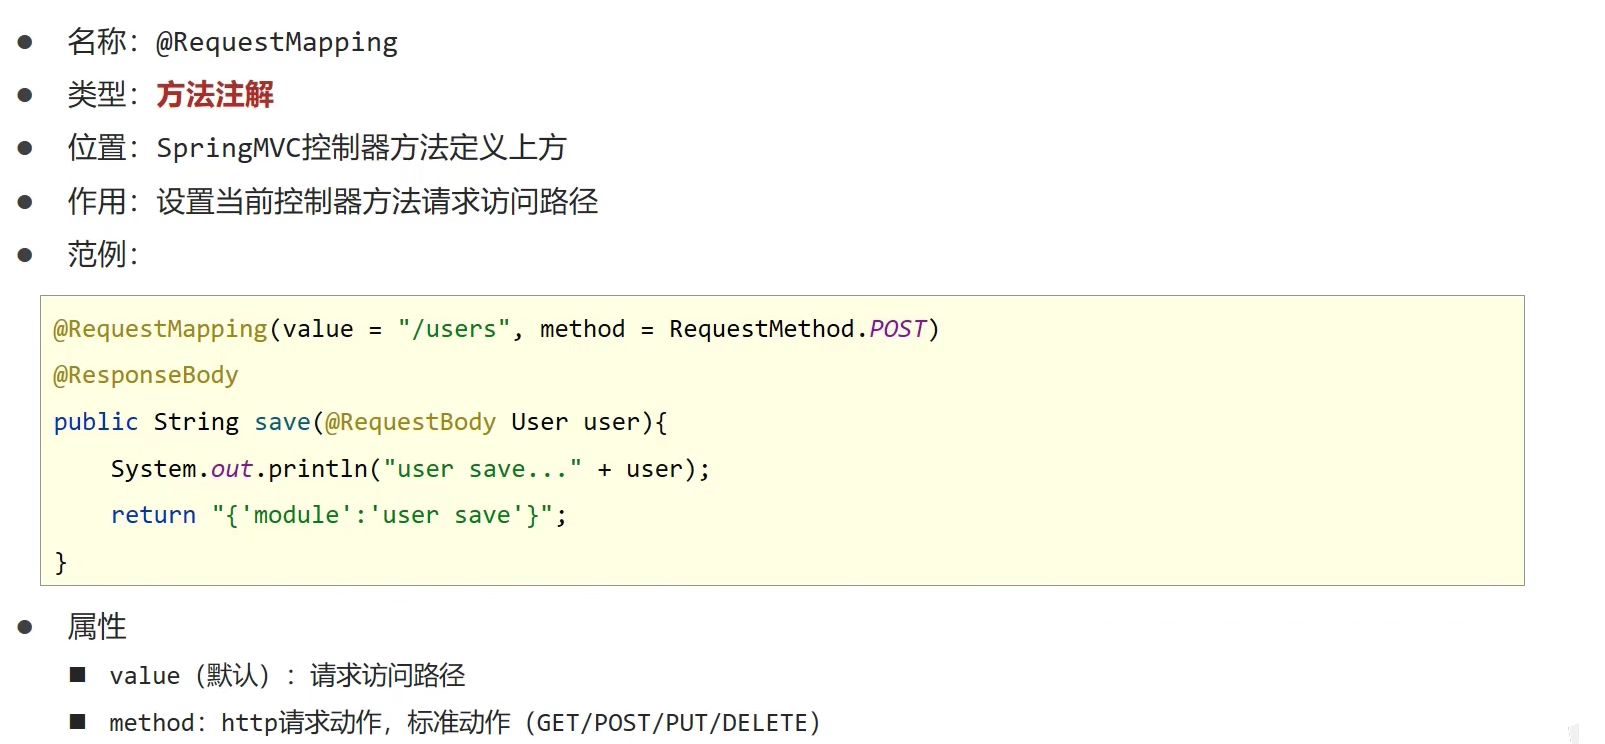 ● 名称：@RequestMapping
● 类型：方法注解
● 位置：SpringMVC控制器方法定义上方
● 作用：设置当前控制器方法请求访问路径
● 范例：
@RequestMapping(value = "/users", method = RequestMethod.POST)
@ResponseBody
public String save(@RequestBody User user){
    System.out.println("user save..." + user);
    return "{'module':'user save'}";
}
● 属性
■ value（默认）：请求访问路径
■ method：http请求动作，标准动作（GET/POST/PUT/DELETE）